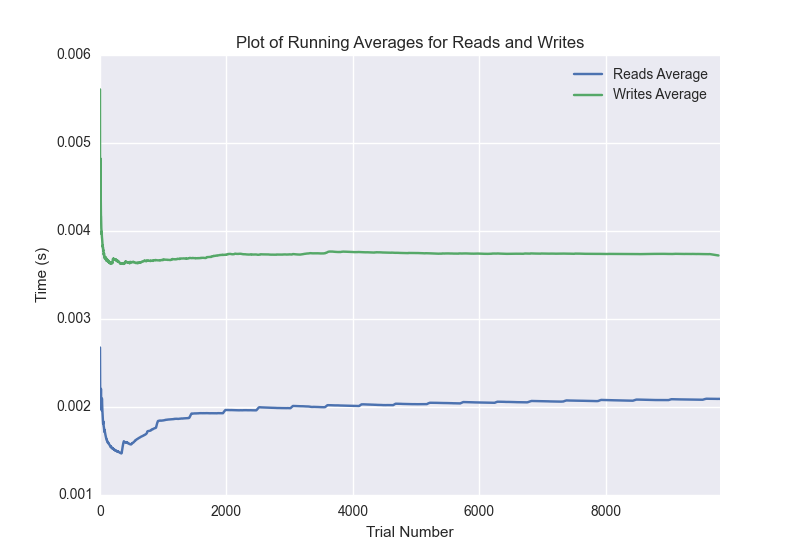 Plot of Running Averages for Reads and Writes
0.006
Reads Average
Writes Average
0.005
0.004
Time (s)
0.003
0.002
0.001
0 2000 4000 6000 8000
Trial Number